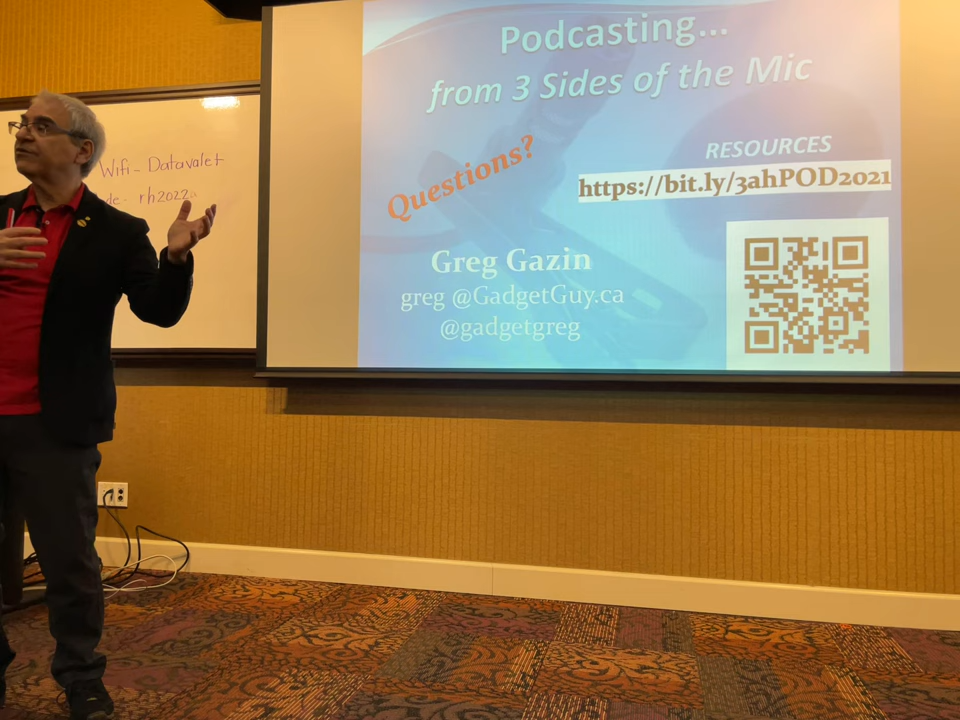 Wifi - Datavalet
de- rh2022
Podcasting...
from 3 Sides of the Mic
Questions?
RESOURCES
https://bit.ly/3ahPOD2021
Greg Gazin
greg @GadgetGuy.ca
@gadgetgreg